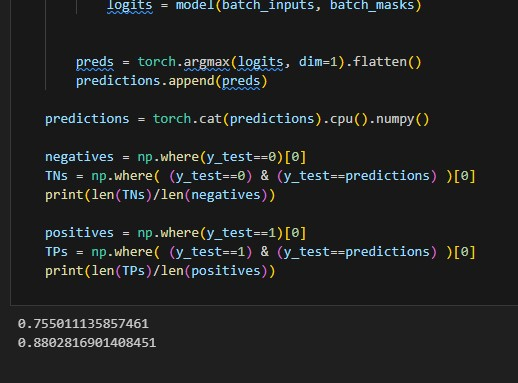 logits = model(batch_inputs, batch_masks)
preds = torch.argmax(logits, dim=1).flatten()
predictions.append(preds)
predictions = torch.cat(predictions).cpu().numpy()
negatives = np.where(y_test==0)[0]
TNs = np.where( (y_test==0) & (y_test==predictions) )[0]
print(len(TNs)/len(negatives))
positives = np.where(y_test==1)[0]
TPs = np.where( (y_test==1) & (y_test==predictions) )[0]
print(len(TPs)/len(positives))
0.755011135857461
0.8802816901408451